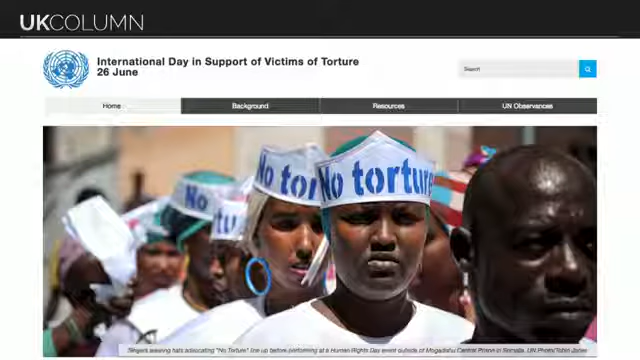 UKCOLUMN
International Day in Support of Victims of Torture
26 June
Search
Home
Background
Resources
UN Observances
No
tu
No tor
No torture
Singers wearing hats advocating "No Torture" line up before performing at a Human Rights Day event outside of Mogadishu Central Prison in Somalia. UN Photo/Tobin Jones